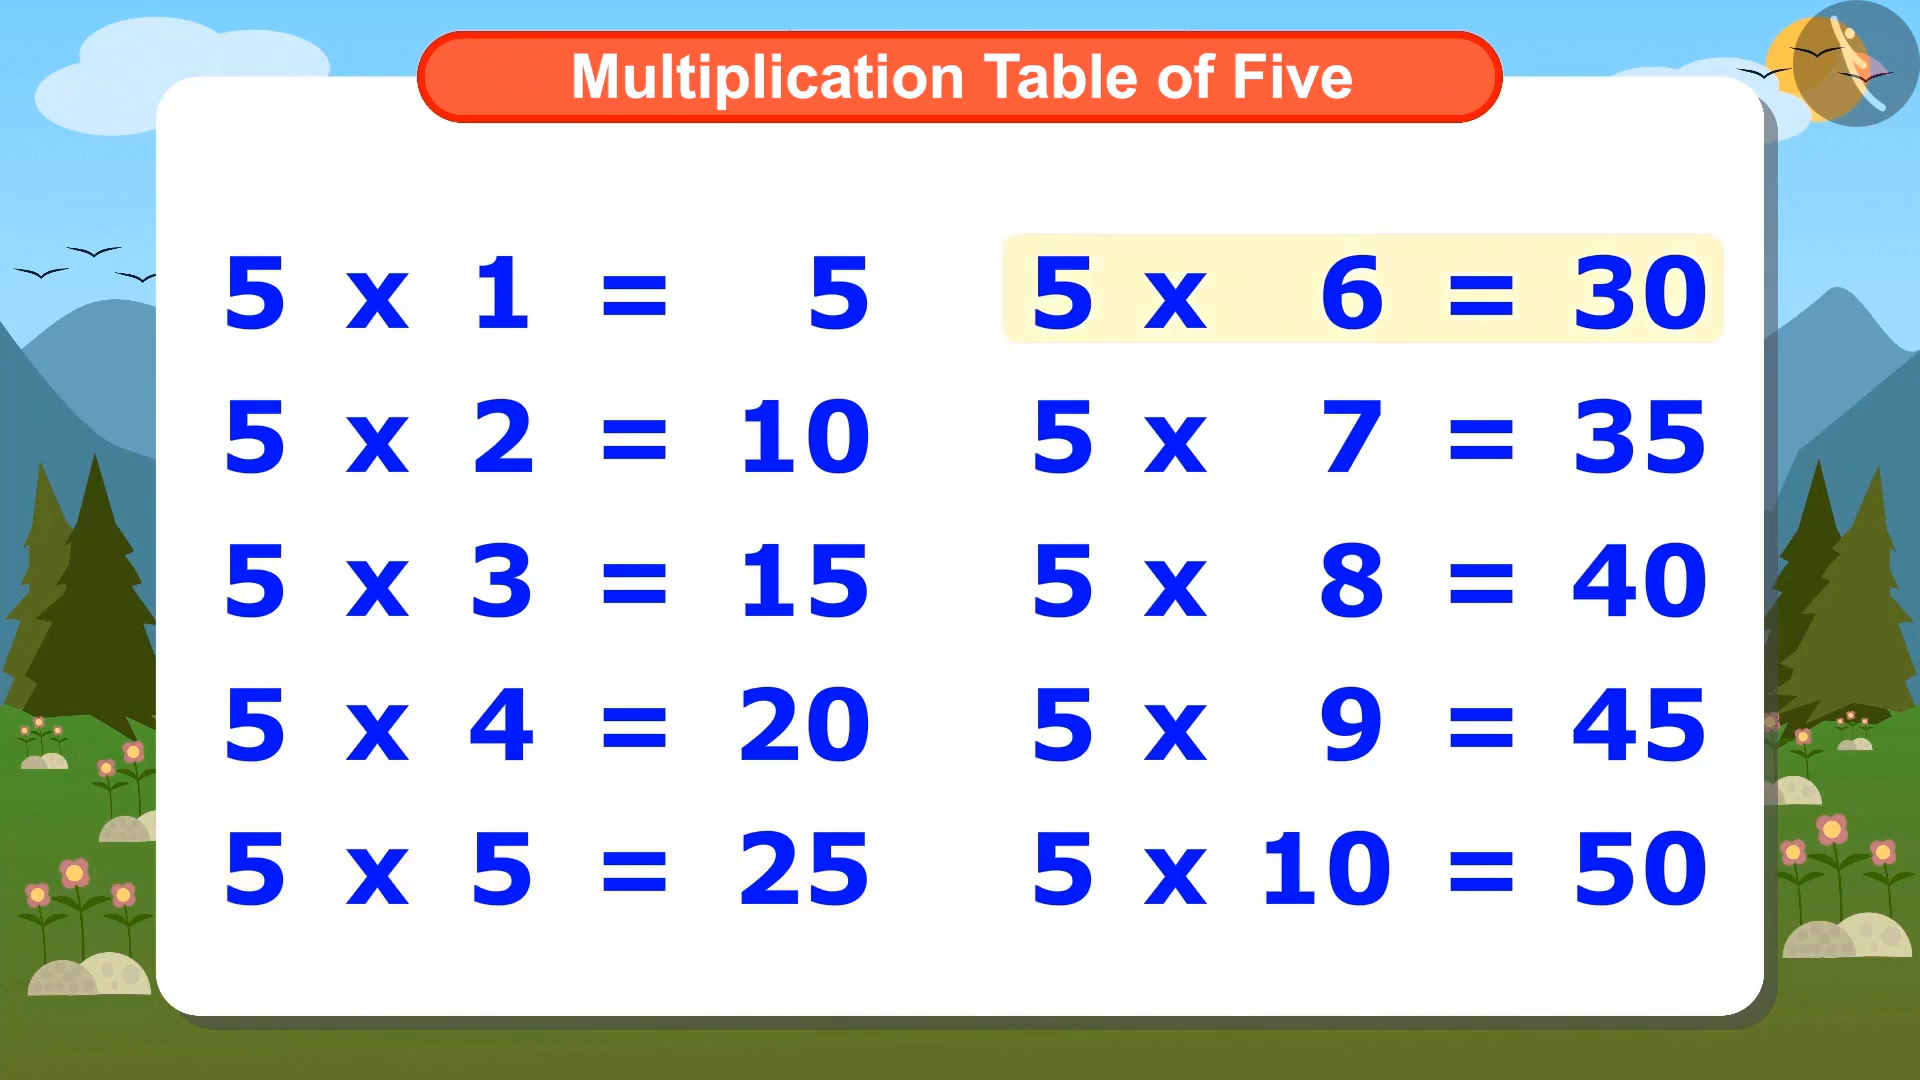 Multiplication Table of Five
5 x 1 = 5
5 x 2 = 10
5 x 3 = 15
5 x 4 = 20
5 x 5 = 25
5 x 6 = 30
5 x 7 = 35
5 x 8 = 40
5 x 9 = 45
5 x 10 = 50